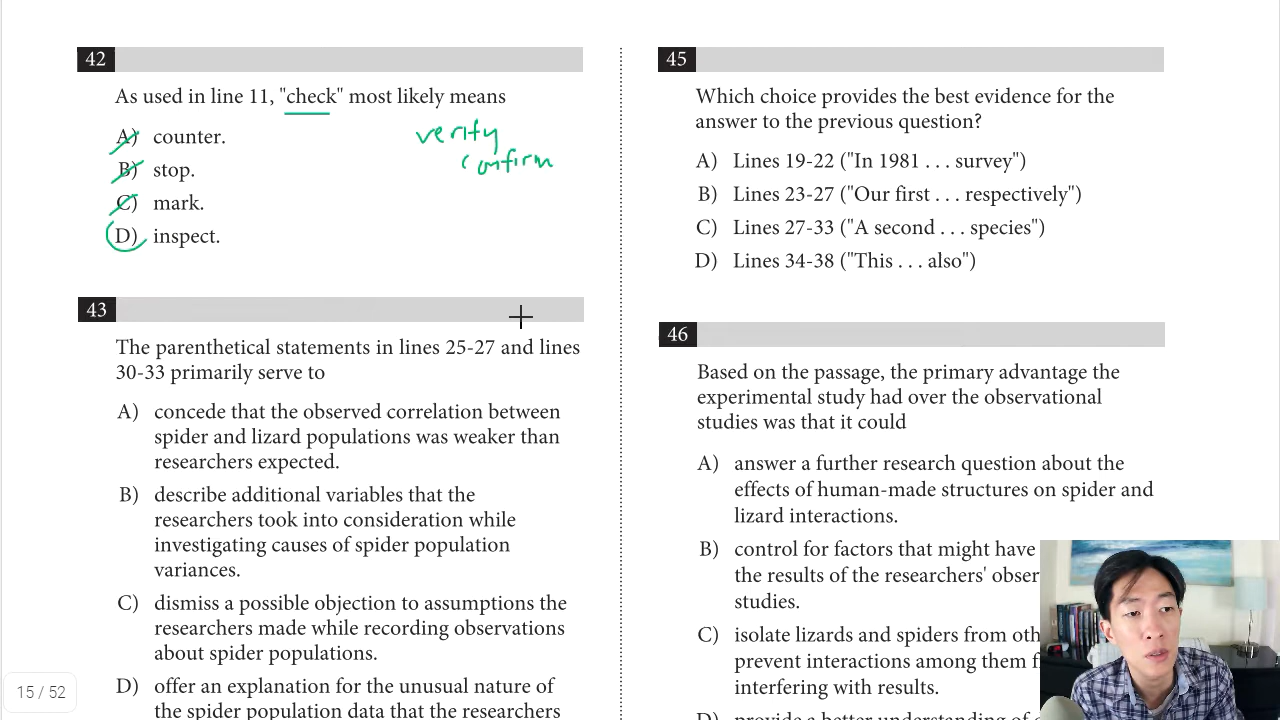 42
As used in line 11, "check" most likely means
A) counter.
B) stop.
C) mark.
D) inspect.
verify
confirm
43
The parenthetical statements in lines 25-27 and lines
30-33 primarily serve to
A) concede that the observed correlation between
spider and lizard populations was weaker than
researchers expected.
B) describe additional variables that the
researchers took into consideration while
investigating causes of spider population
variances.
C) dismiss a possible objection to assumptions the
researchers made while recording observations
about spider populations.
D) offer an explanation for the unusual nature of
the spider population data that the researchers
15 / 52
45
Which choice provides the best evidence for the
answer to the previous question?
A) Lines 19-22 ("In 1981 . . . survey")
B) Lines 23-27 ("Our first . . . respectively")
C) Lines 27-33 ("A second . . . species")
D) Lines 34-38 ("This . . . also")
46
Based on the passage, the primary advantage the
experimental study had over the observational
studies was that it could
A) answer a further research question about the
effects of human-made structures on spider and
lizard interactions.
B) control for factors that might have
the results of the researchers'
studies.
C) isolate lizards and spiders from
prevent interactions among them
interfering with results.
D) provide a better understanding of